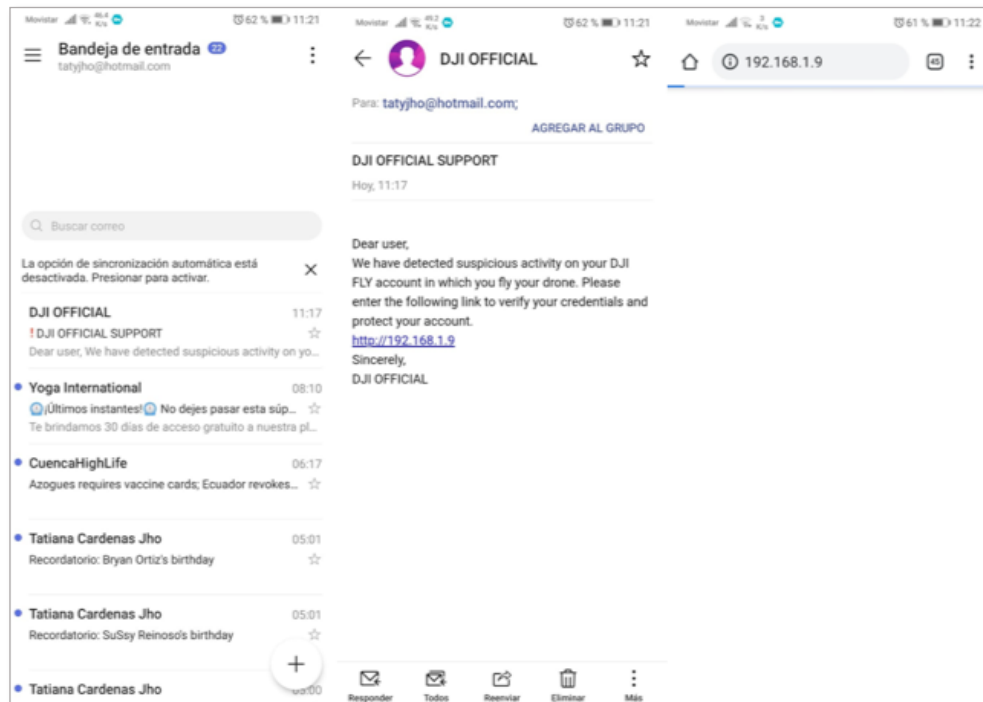 Movistar 46,4 K/s 62 % 11:21
Bandeja de entrada 22
tatyjho@hotmail.com
Buscar correo
La opción de sincronización automática está
desactivada. Presionar para activar.
DJI OFFICIAL 11:17
! DJI OFFICIAL SUPPORT
Dear user, We have detected suspicious activity on yo...
Yoga International 08:10
¡Últimos instantes! No dejes pasar esta súp...
Te brindamos 30 días de acceso gratuito a nuestra pl...
CuencaHighLife 06:17
Azogues requires vaccine cards; Ecuador revokes...
Tatiana Cardenas Jho 05:01
Recordatorio: Bryan Ortiz's birthday
Tatiana Cardenas Jho 05:01
Recordatorio: SuSsy Reinoso's birthday
Tatiana Cardenas Jho 05:00
Movistar 49,2 K/s 62 % 11:21
DJI OFFICIAL
Para: tatyjho@hotmail.com;
AGREGAR AL GRUPO
DJI OFFICIAL SUPPORT
Hoy, 11:17
Dear user,
We have detected suspicious activity on your DJI
FLY account in which you fly your drone. Please
enter the following link to verify your credentials and
protect your account.
http://192.168.1.9
Sincerely,
DJI OFFICIAL
Responder Todos Reenviar Eliminar Más
Movistar 3 K/s 61 % 11:22
192.168.1.9 45